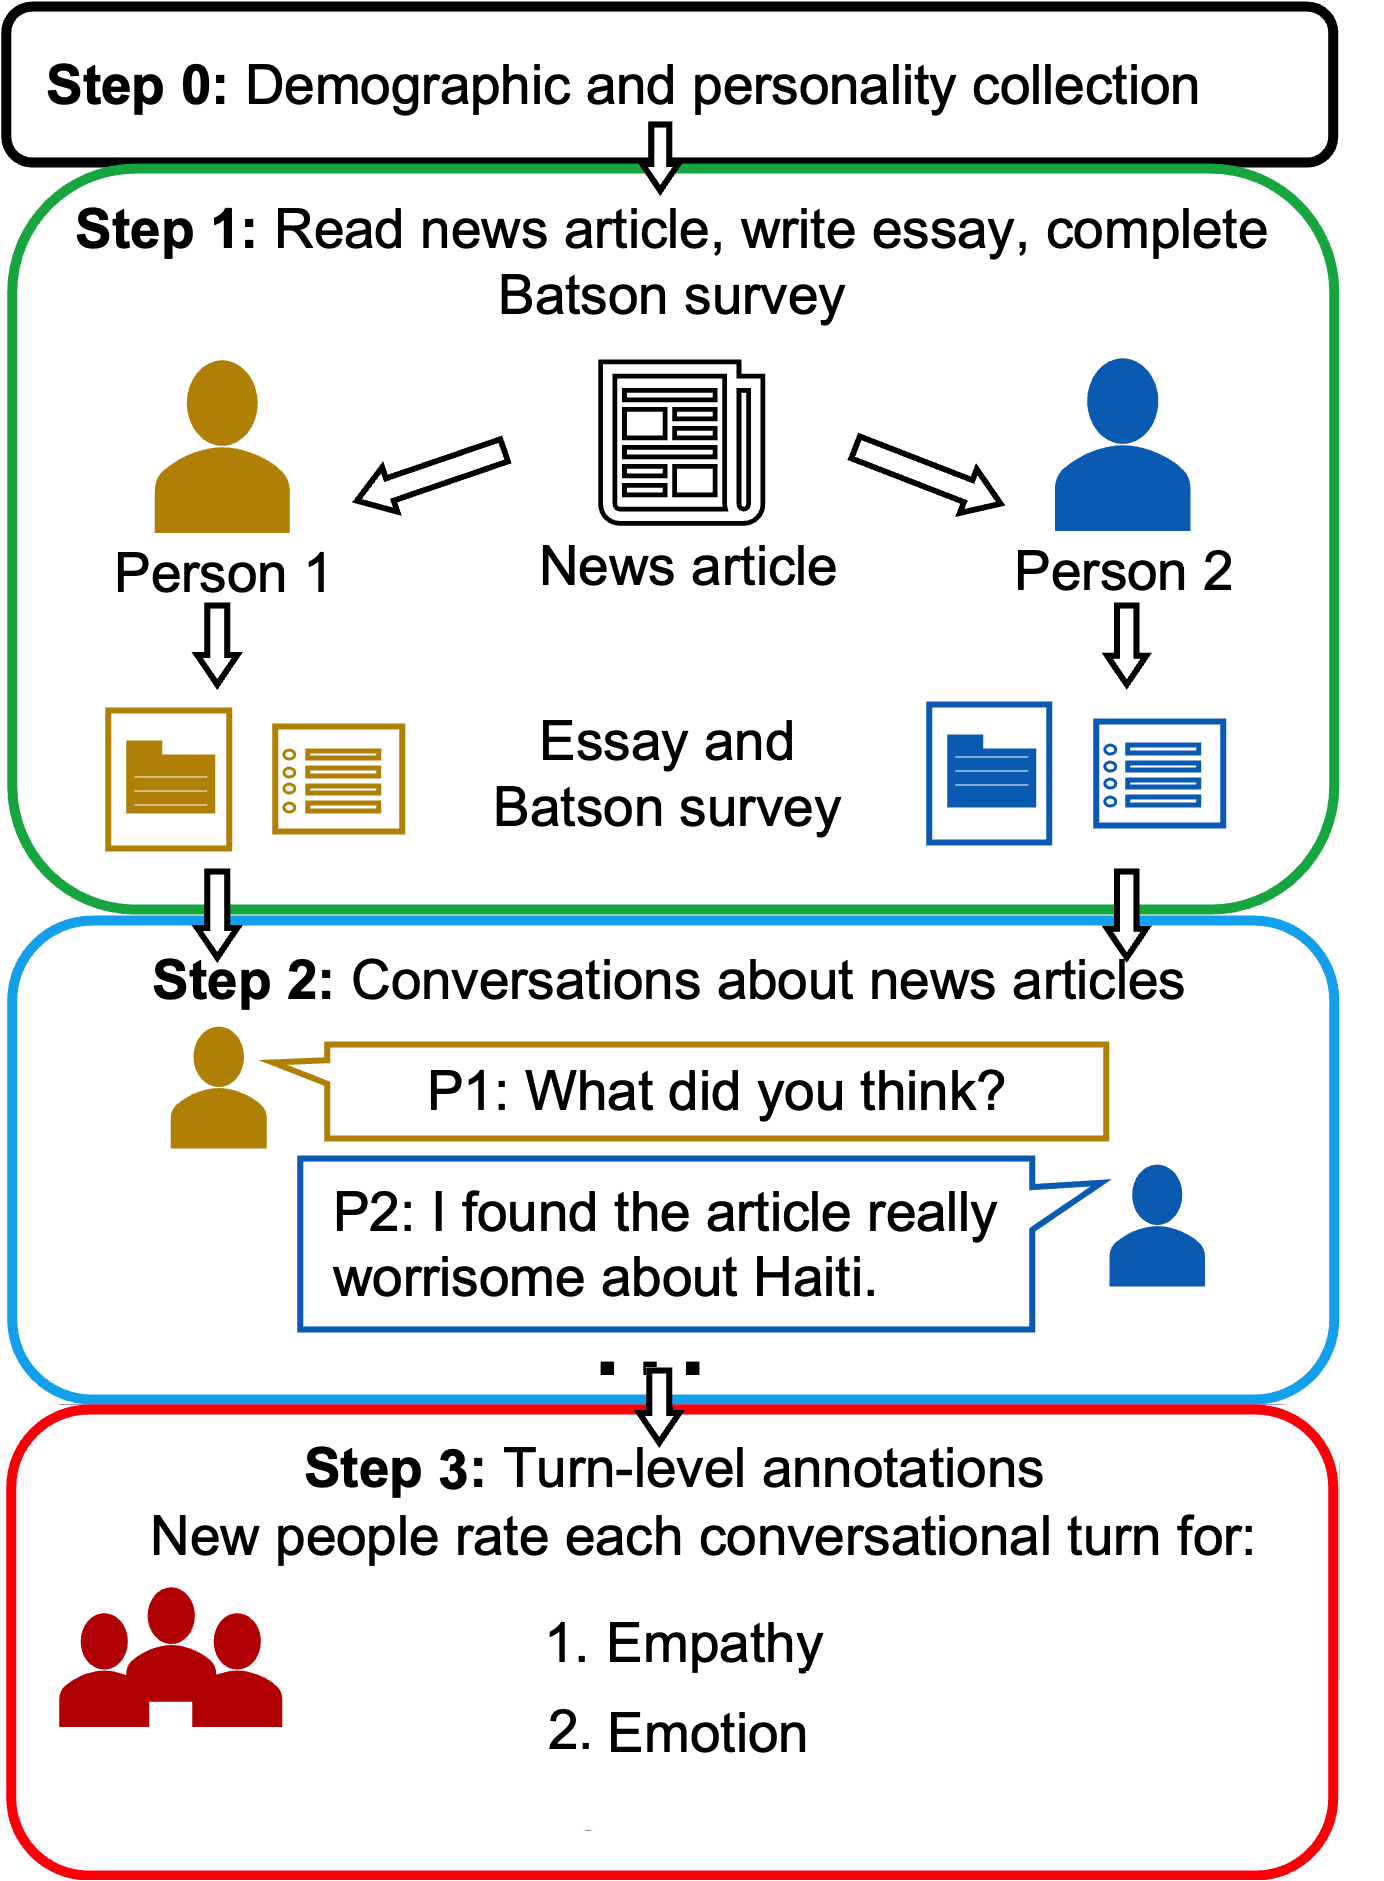 Step 0: Demographic and personality collection
Step 1: Read news article, write essay, complete
Batson survey
Person 1
News article
Person 2
Essay and
Batson survey
Step 2: Conversations about news articles
P1: What did you think?
P2: I found the article really
worrisome about Haiti.
...
Step 3: Turn-level annotations
New people rate each conversational turn for:
1. Empathy
2. Emotion